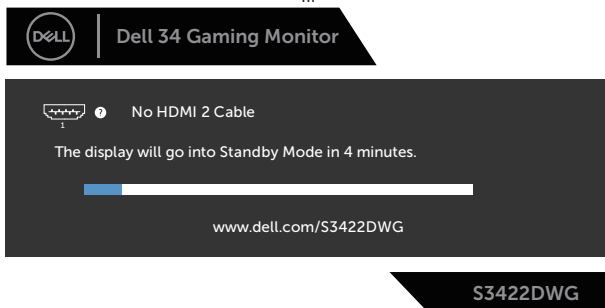 ...
DELL
Dell 34 Gaming Monitor
? No HDMI 2 Cable
1
The display will go into Standby Mode in 4 minutes.
www.dell.com/S3422DWG
S3422DWG